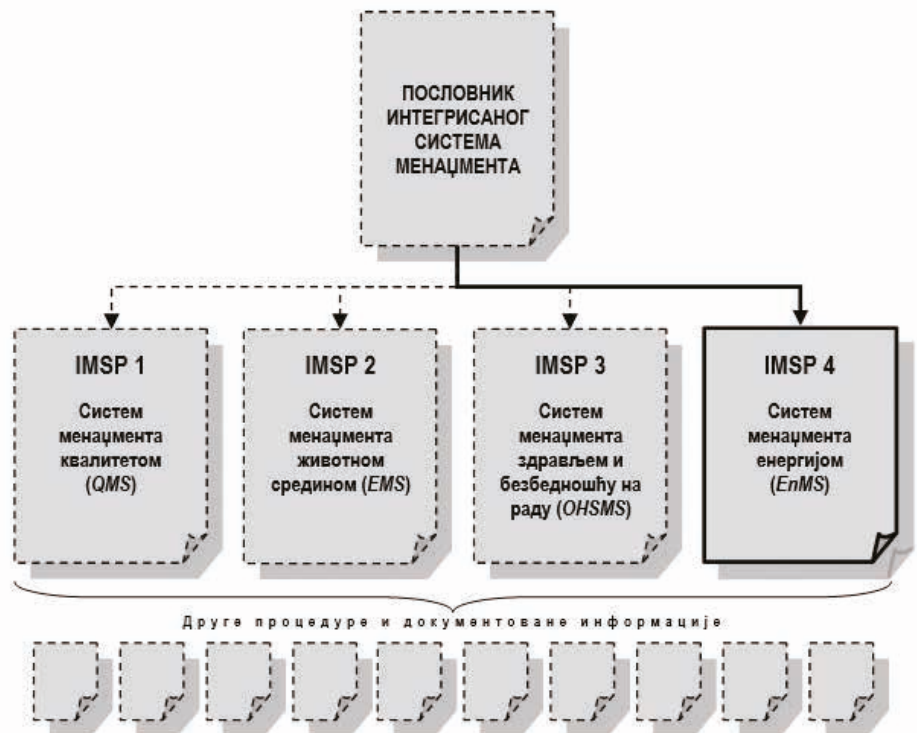 ПОСЛОВНИК
ИНТЕГРИСАНОГ
СИСТЕМА
МЕНАЏМЕНТА
IMSP 1
Систем
менаџмента
квалитетом
(QMS)
IMSP 2
Систем
менаџмента
животном
средином (EMS)
IMSP 3
Систем
менаџмента
здрављем и
безбедношћу на
раду (OHSMS)
IMSP 4
Систем
менаџмента
енергијом
(EnMS)
Друге процедуре и документоване информације